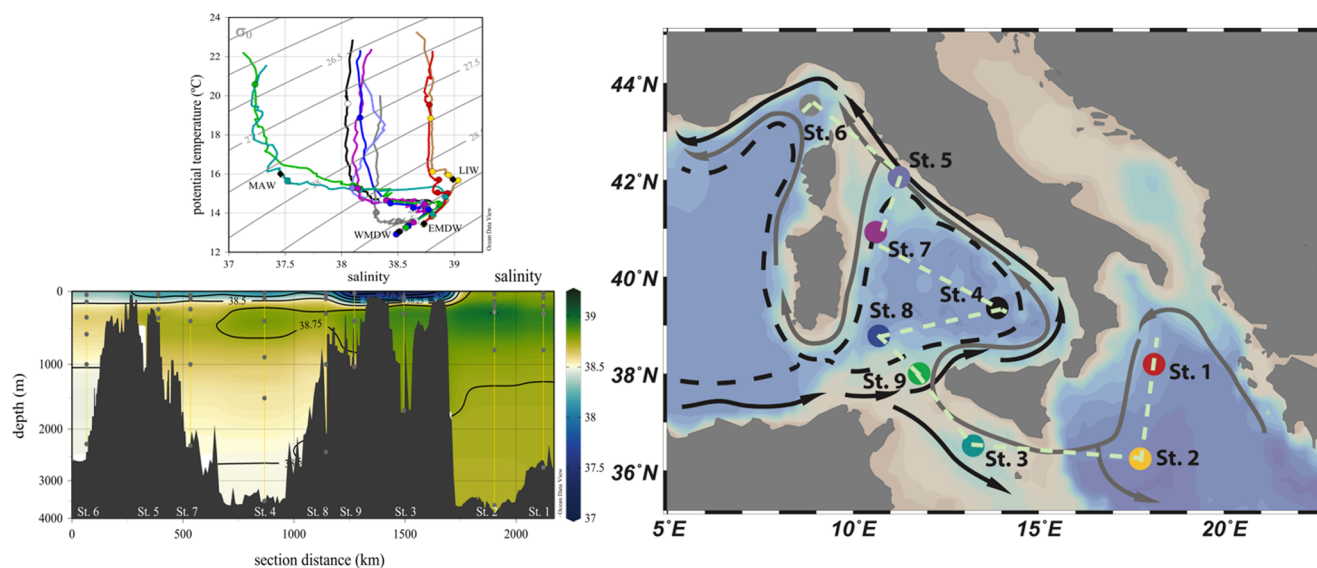 24
22
20
18
16
14
12
potential temperature (°C)
σ0
26.5
27.5
28
28
MAW
LIW
WMDW
EMDW
37
37.5
38
38.5
39
salinity
Ocean Data View
salinity
0
1000
2000
3000
4000
depth (m)
38.5
38.75
38.75
St. 6
St. 5
St. 7
St. 4
St. 8
St. 9
St. 3
St. 2
St. 1
0
500
1000
1500
2000
section distance (km)
Ocean Data View
39
38.5
38
37.5
37
44°N
42°N
40°N
38°N
36°N
St. 6
St. 5
St. 7
St. 4
St. 8
St. 9
St. 1
St. 3
St. 2
5°E
10°E
15°E
20°E